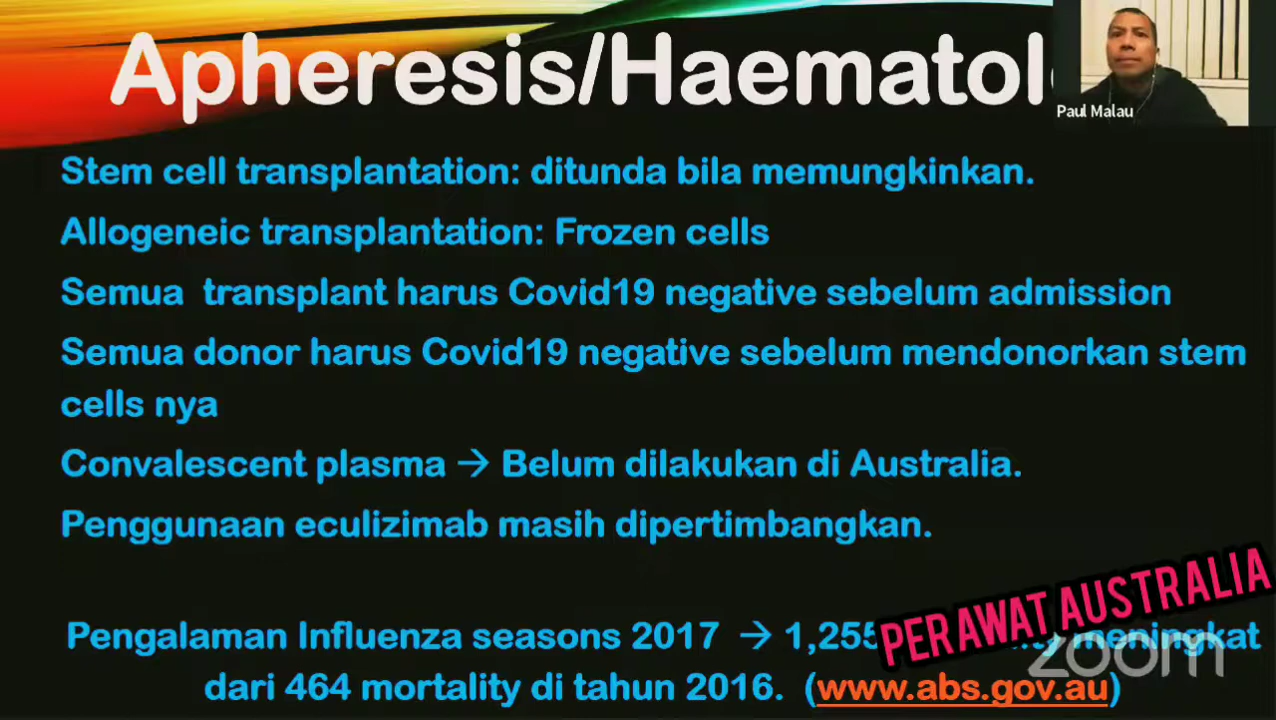 Apheresis/Haematol
Paul Malau
Stem cell transplantation: ditunda bila memungkinkan.
Allogeneic transplantation: Frozen cells
Semua transplant harus Covid19 negative sebelum admission
Semua donor harus Covid19 negative sebelum mendonorkan stem
cells nya
Convalescent plasma → Belum dilakukan di Australia.
Penggunaan eculizimab masih dipertimbangkan.
Pengalaman Influenza seasons 2017 → 1,255 meningkat
dari 464 mortality di tahun 2016. (www.abs.gov.au)
PERAWAT AUSTRALIA
zoom